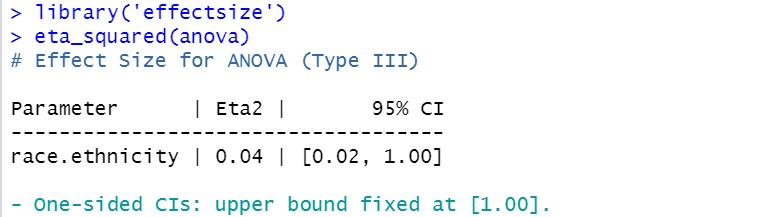 > library('effectsize')
> eta_squared(anova)
# Effect Size for ANOVA (Type III)
Parameter      | Eta2 |       95% CI
-------------------------------------
race.ethnicity | 0.04 | [0.02, 1.00]
- One-sided CIs: upper bound fixed at [1.00].